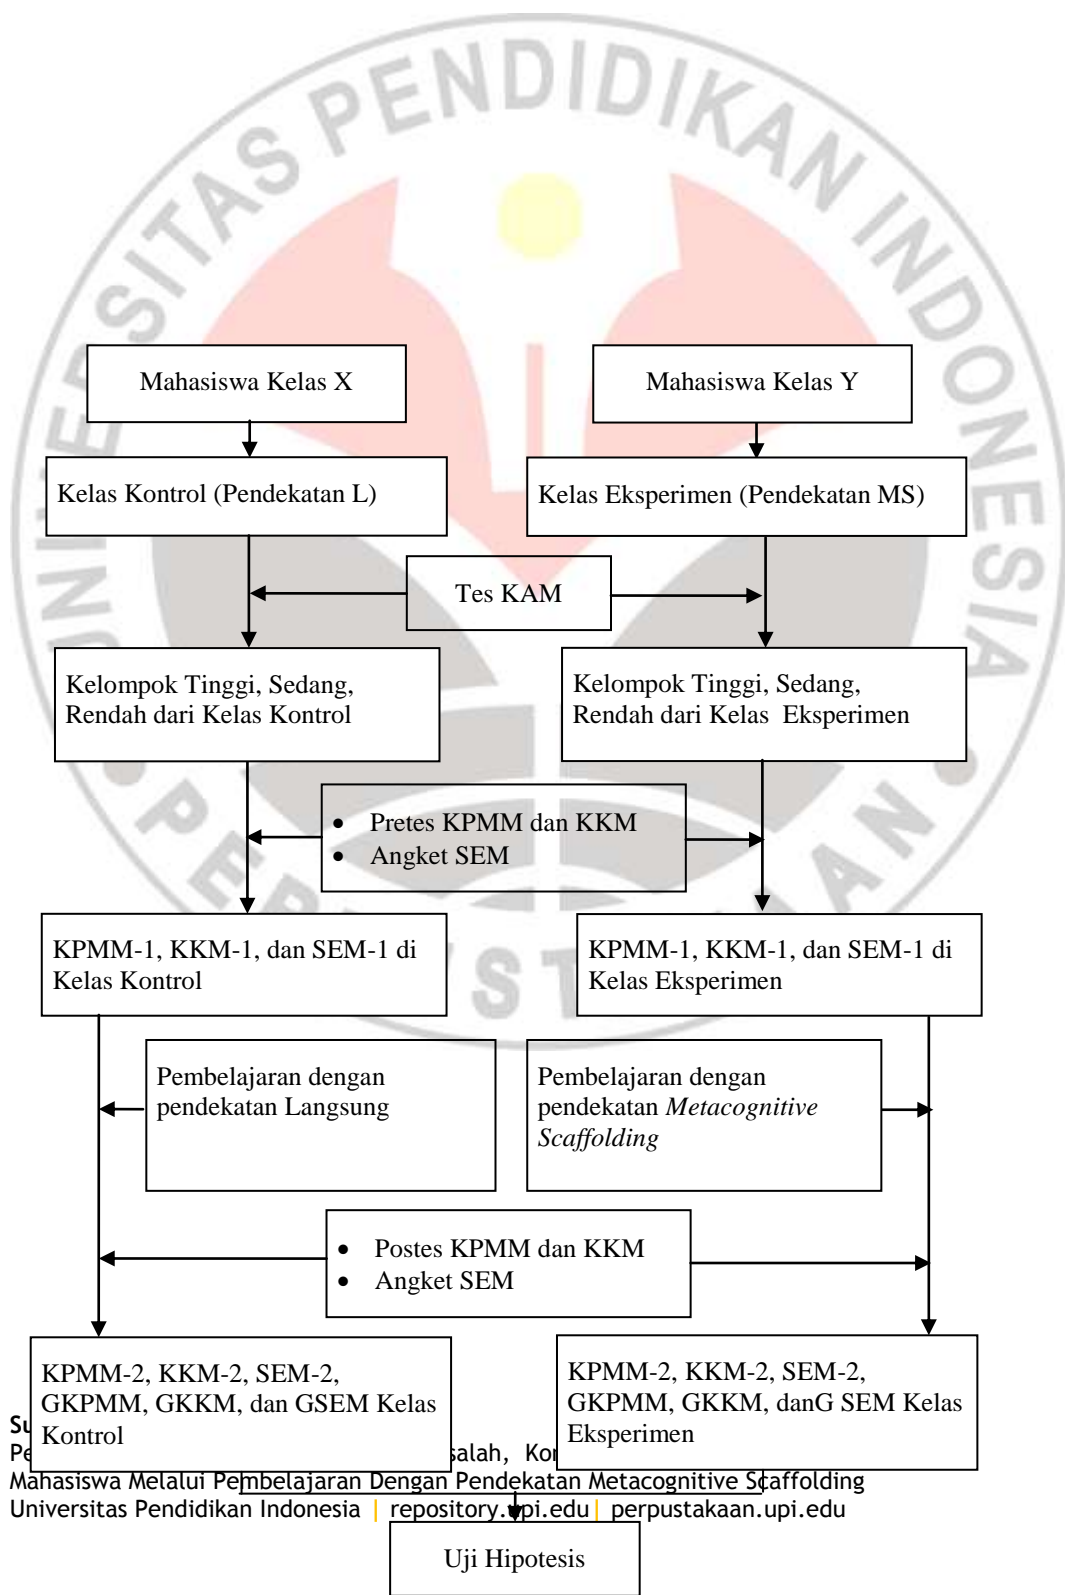 UNIVERSITAS PENDIDIKAN INDONESIA
Mahasiswa Kelas X
Mahasiswa Kelas Y
Kelas Kontrol (Pendekatan L)
Kelas Eksperimen (Pendekatan MS)
Tes KAM
Kelompok Tinggi, Sedang,
Rendah dari Kelas Kontrol
Kelompok Tinggi, Sedang,
Rendah dari Kelas Eksperimen
• Pretes KPMM dan KKM
• Angket SEM
KPMM-1, KKM-1, dan SEM-1 di
Kelas Kontrol
KPMM-1, KKM-1, dan SEM-1 di
Kelas Eksperimen
Pembelajaran dengan
pendekatan Langsung
Pembelajaran dengan
pendekatan Metacognitive
Scaffolding
• Postes KPMM dan KKM
• Angket SEM
KPMM-2, KKM-2, SEM-2,
GKPMM, GKKM, dan GSEM Kelas
Kontrol
KPMM-2, KKM-2, SEM-2,
GKPMM, GKKM, danG SEM Kelas
Eksperimen
Mahasiswa Melalui Pembelajaran Dengan Pendekatan Metacognitive Scaffolding
Universitas Pendidikan Indonesia | repository.upi.edu | perpustakaan.upi.edu
Uji Hipotesis